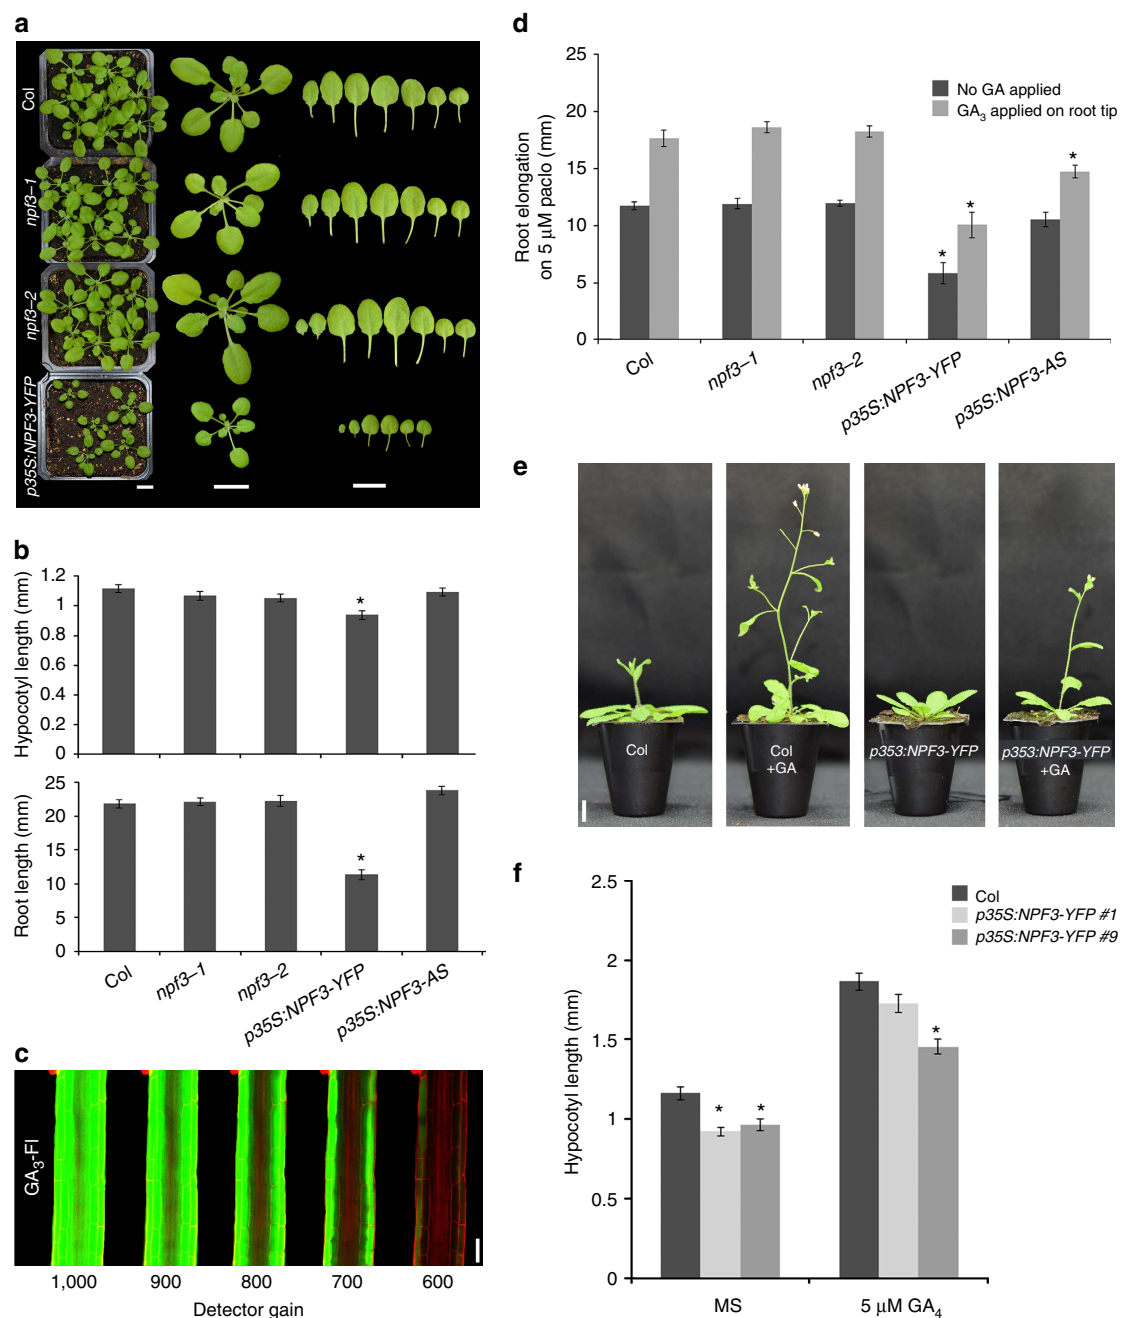 a
Col
npf3–1
npf3–2
p35S:NPF3-YFP
b
Hypocotyl length (mm)
1.2
1
0.8
0.6
0.4
0.2
0
*
Root length (mm)
25
20
15
10
5
0
*
Col
npf3–1
npf3–2
p35S:NPF3-YFP
p35S:NPF3-AS
c
GA3-Fl
1,000 900 800 700 600
Detector gain
d
Root elongation
on 5 µM paclo (mm)
25
20
15
10
5
0
No GA applied
GA3 applied on root tip
*
*
*
Col
npf3–1
npf3–2
p35S:NPF3-YFP
p35S:NPF3-AS
e
Col
Col
+GA
p353:NPF3-YFP
p353:NPF3-YFP
+GA
f
Hypocotyl length (mm)
2.5
2
1.5
1
0.5
0
Col
p35S:NPF3-YFP #1
p35S:NPF3-YFP #9
* *
*
MS 5 µM GA4